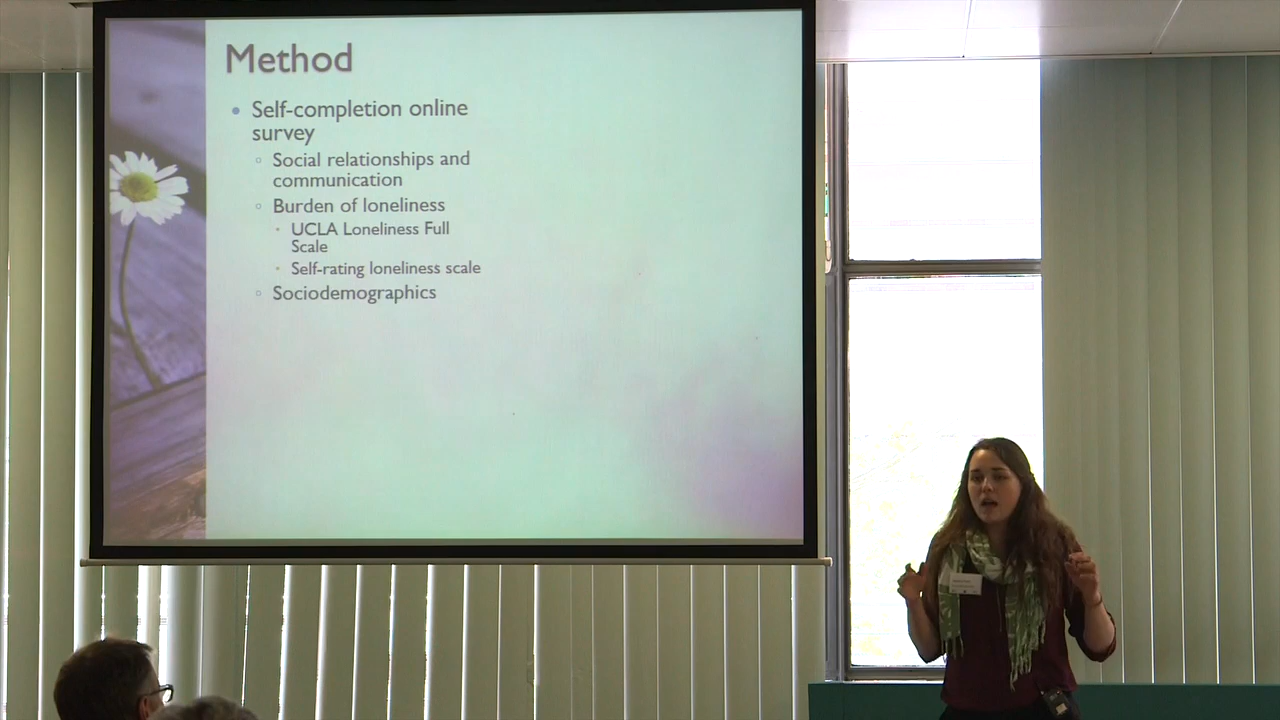 Method
• Self-completion online
survey
◦ Social relationships and
communication
◦ Burden of loneliness
• UCLA Loneliness Full
Scale
• Self-rating loneliness scale
◦ Sociodemographics